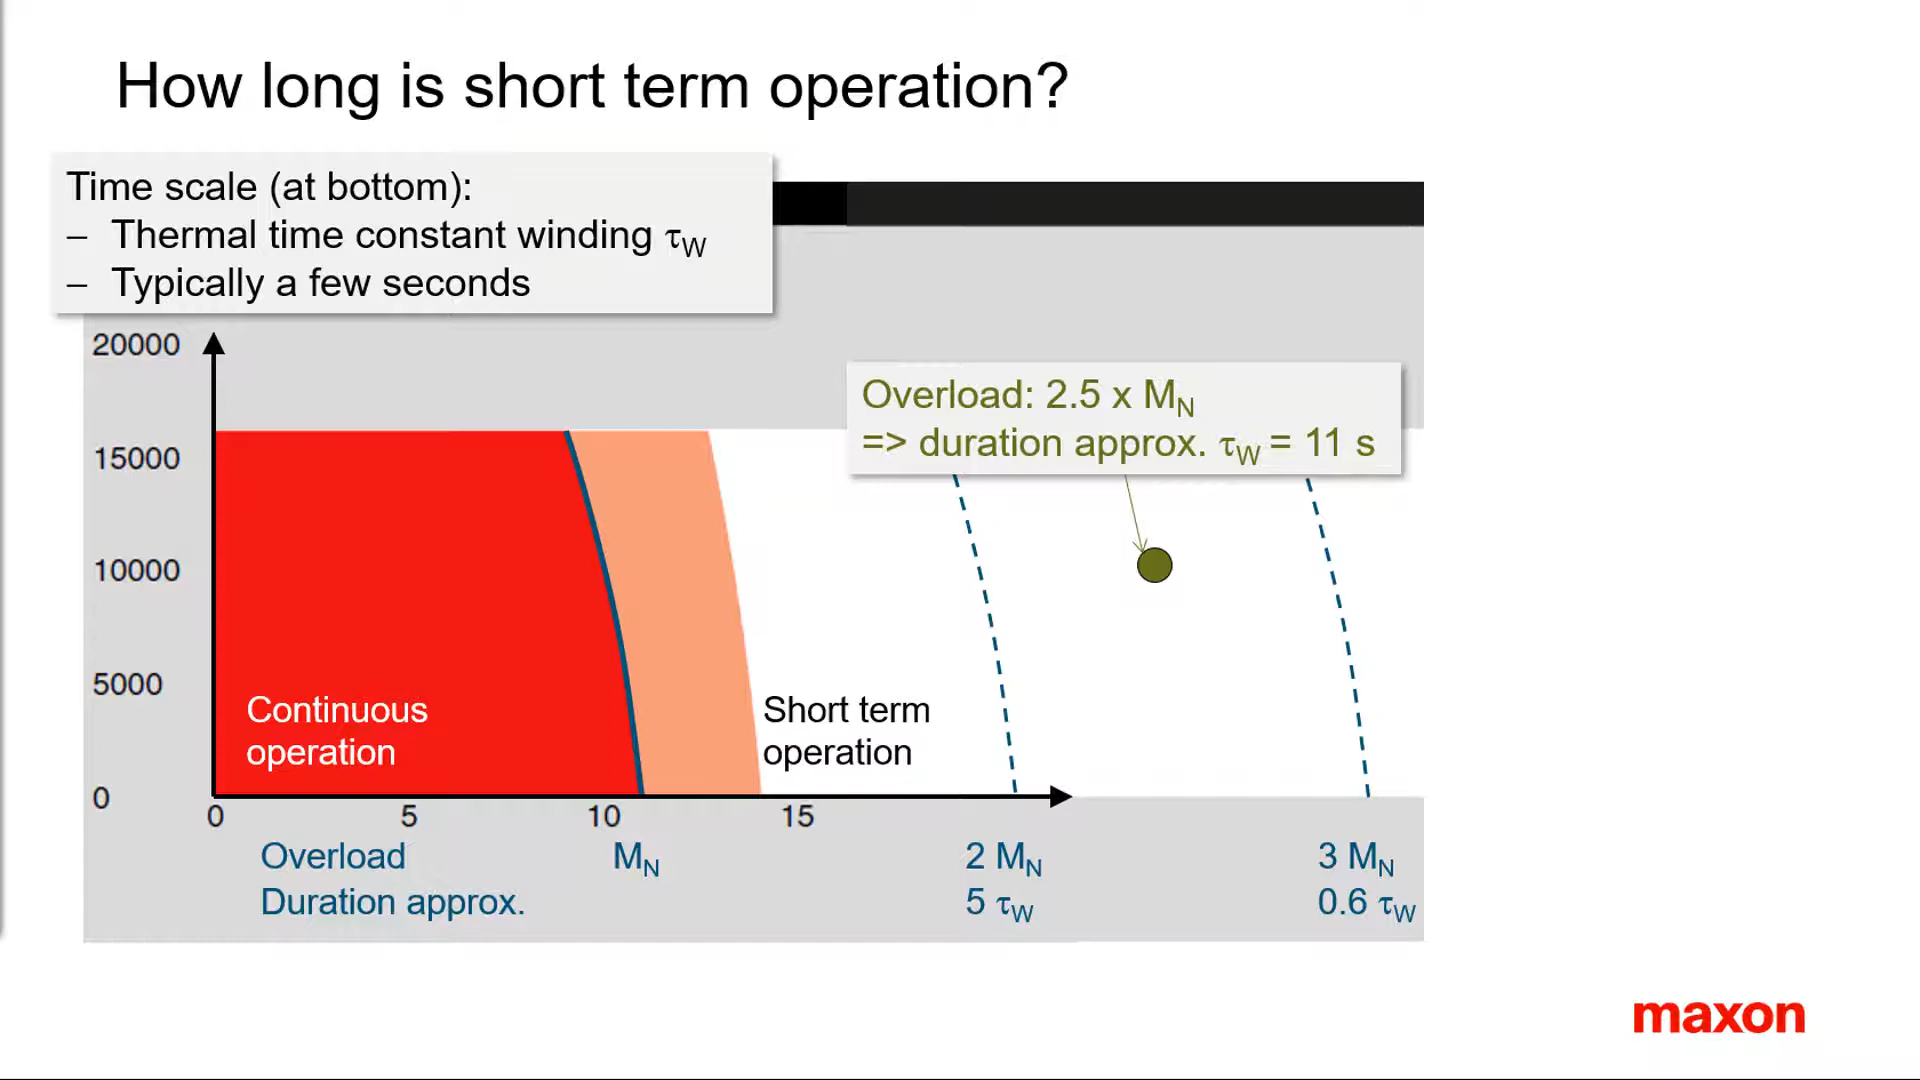 How long is short term operation?
Time scale (at bottom):
– Thermal time constant winding τW
– Typically a few seconds
20000
15000
10000
5000
0
Overload: 2.5 x MN
=> duration approx. τW = 11 s
Continuous
operation
Short term
operation
0 5 10 15
Overload MN 2 MN 3 MN
Duration approx. 5 τW 0.6 τW
maxon